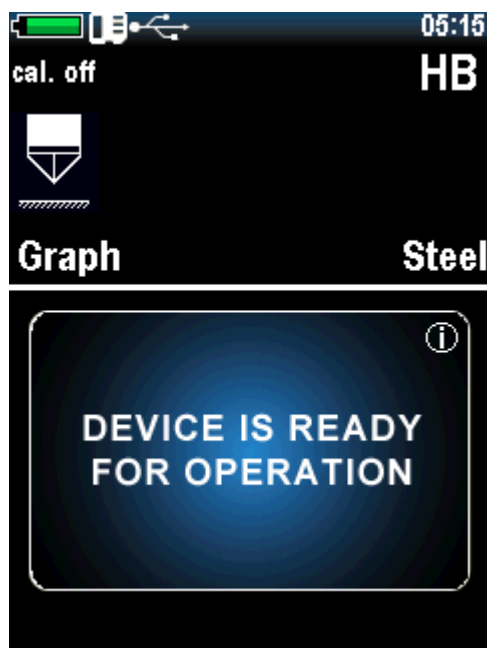 05:15
cal. off
HB
Graph
Steel
DEVICE IS READY
FOR OPERATION